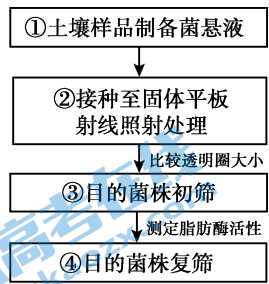 ①土壤样品制备菌悬液
②接种至固体平板
射线照射处理
比较透明圈大小
③目的菌株初筛
测定脂肪酶活性
④目的菌株复筛